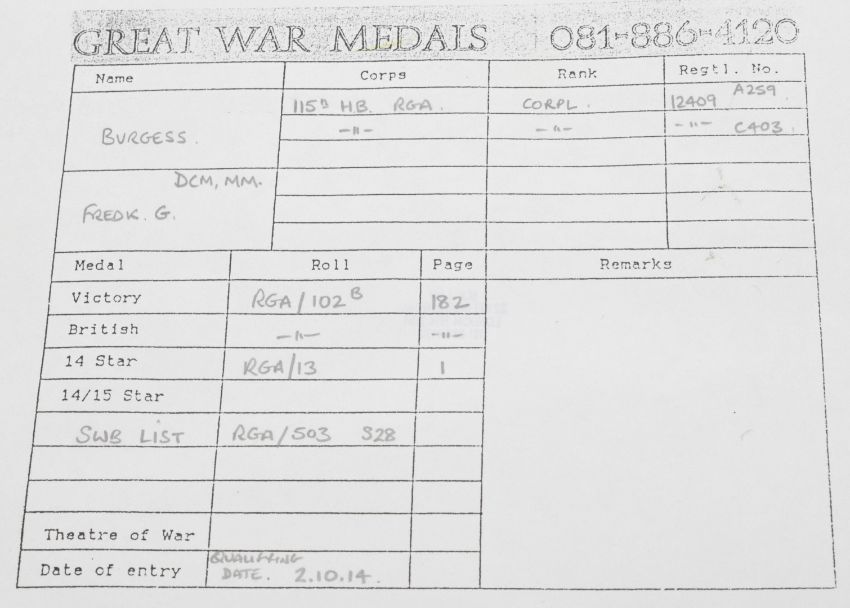 GREAT WAR MEDALS 081-886-4120
Name Corps Rank Regtl. No.
115TH H.B. RGA. CORPL. 12409 A259
BURGESS. -"- -"- -"- C403.
DCM, MM.
FREDK. G.
Medal Roll Page Remarks
Victory RGA/102B 182
British -"- -"-
14 Star RGA/13 1
14/15 Star
SWB LIST RGA/503 S28
Theatre of War
Date of entry QUALIFYING
DATE. 2.10.14.